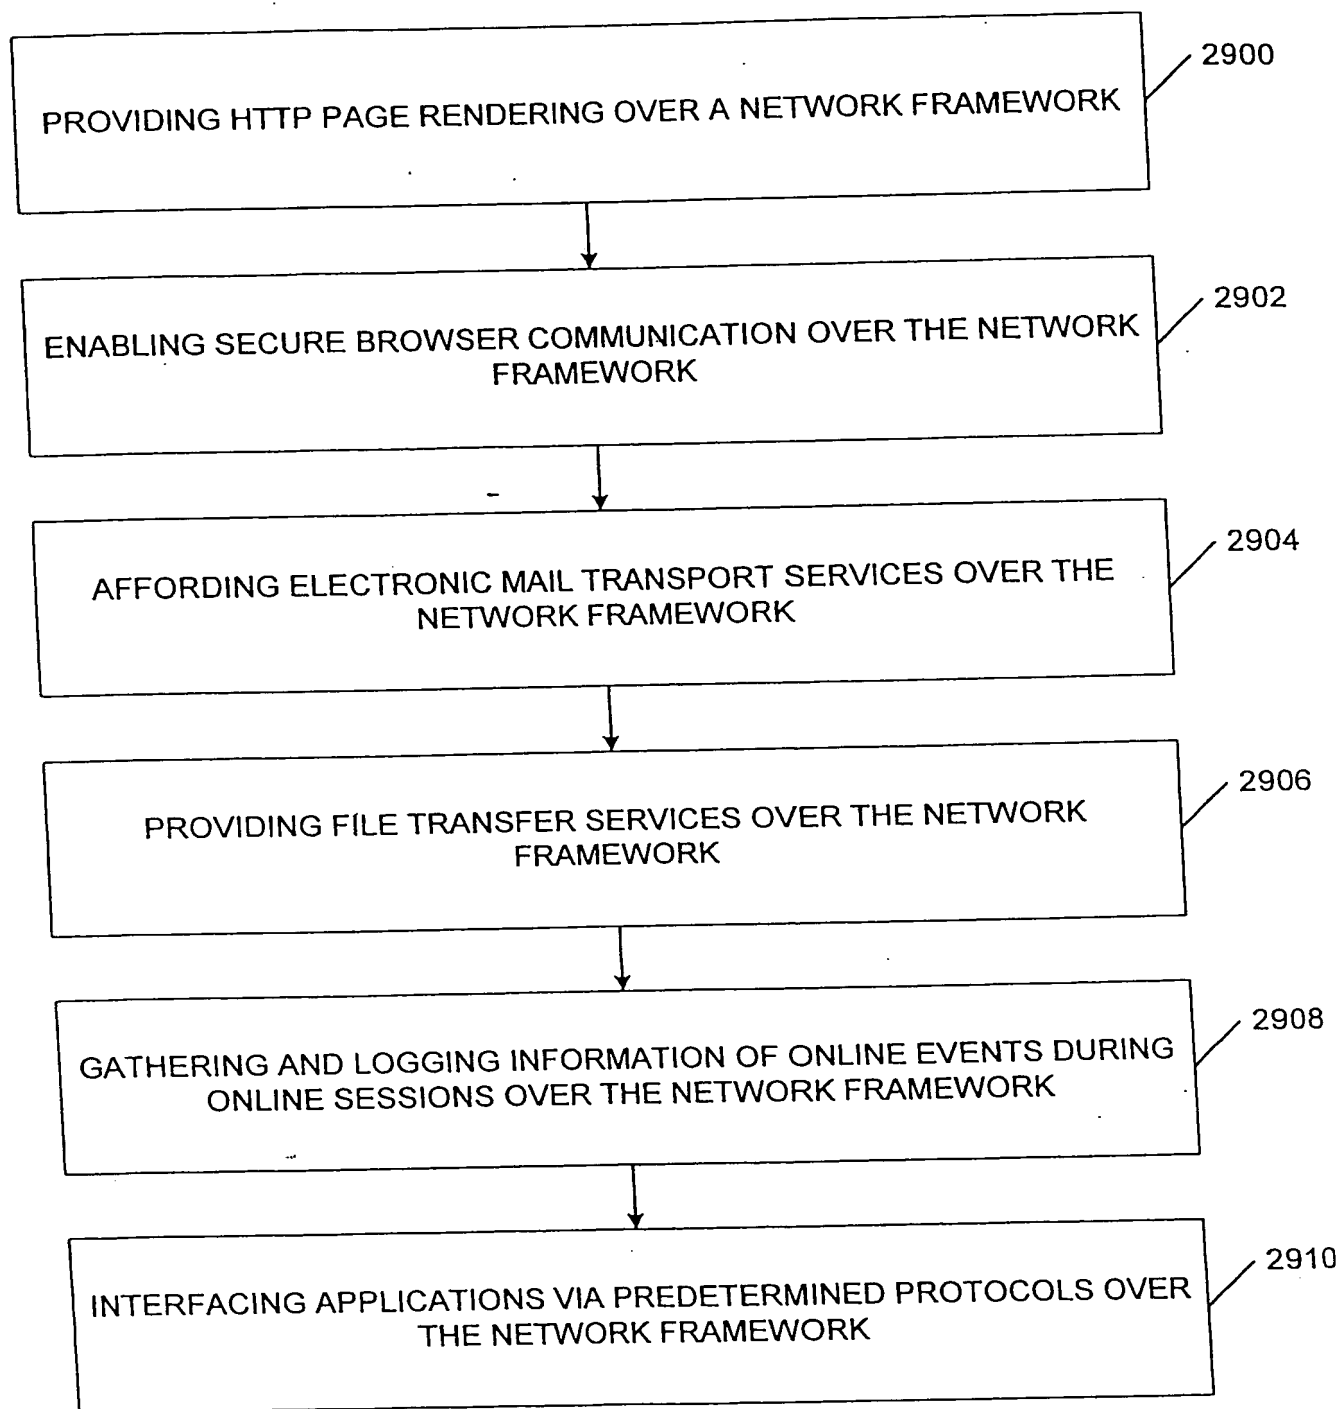 2900
PROVIDING HTTP PAGE RENDERING OVER A NETWORK FRAMEWORK
2902
ENABLING SECURE BROWSER COMMUNICATION OVER THE NETWORK
FRAMEWORK
2904
AFFORDING ELECTRONIC MAIL TRANSPORT SERVICES OVER THE
NETWORK FRAMEWORK
2906
PROVIDING FILE TRANSFER SERVICES OVER THE NETWORK
FRAMEWORK
2908
GATHERING AND LOGGING INFORMATION OF ONLINE EVENTS DURING
ONLINE SESSIONS OVER THE NETWORK FRAMEWORK
2910
INTERFACING APPLICATIONS VIA PREDETERMINED PROTOCOLS OVER
THE NETWORK FRAMEWORK